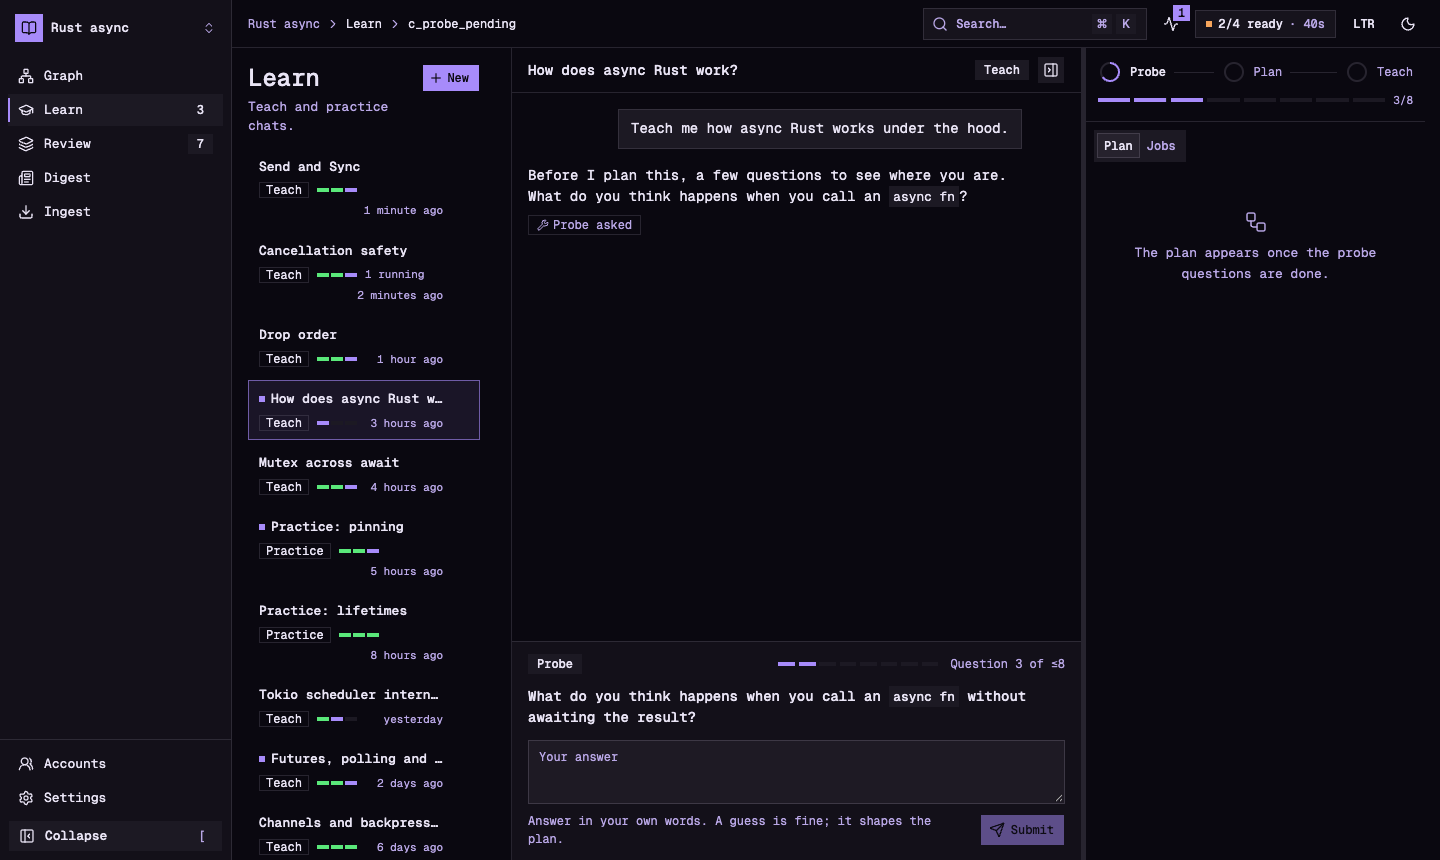 Rust async
Graph
Learn 3
Review 7
Digest
Ingest
Accounts
Settings
Collapse [
Rust async > Learn > c_probe_pending
Search… ⌘ K
1
2/4 ready · 40s
LTR
Learn
+ New
Teach and practice
chats.
Send and Sync
Teach
1 minute ago
Cancellation safety
Teach 1 running
2 minutes ago
Drop order
Teach 1 hour ago
How does async Rust w…
Teach 3 hours ago
Mutex across await
Teach 4 hours ago
Practice: pinning
Practice
5 hours ago
Practice: lifetimes
Practice
8 hours ago
Tokio scheduler intern…
Teach yesterday
Futures, polling and …
Teach 2 days ago
Channels and backpress…
Teach 6 days ago
How does async Rust work?
Teach
Teach me how async Rust works under the hood.
Before I plan this, a few questions to see where you are.
What do you think happens when you call an async fn?
Probe asked
Probe
Question 3 of ≤8
What do you think happens when you call an async fn without
awaiting the result?
Your answer
Answer in your own words. A guess is fine; it shapes the
plan.
Submit
Probe Plan Teach
3/8
Plan Jobs
The plan appears once the probe
questions are done.